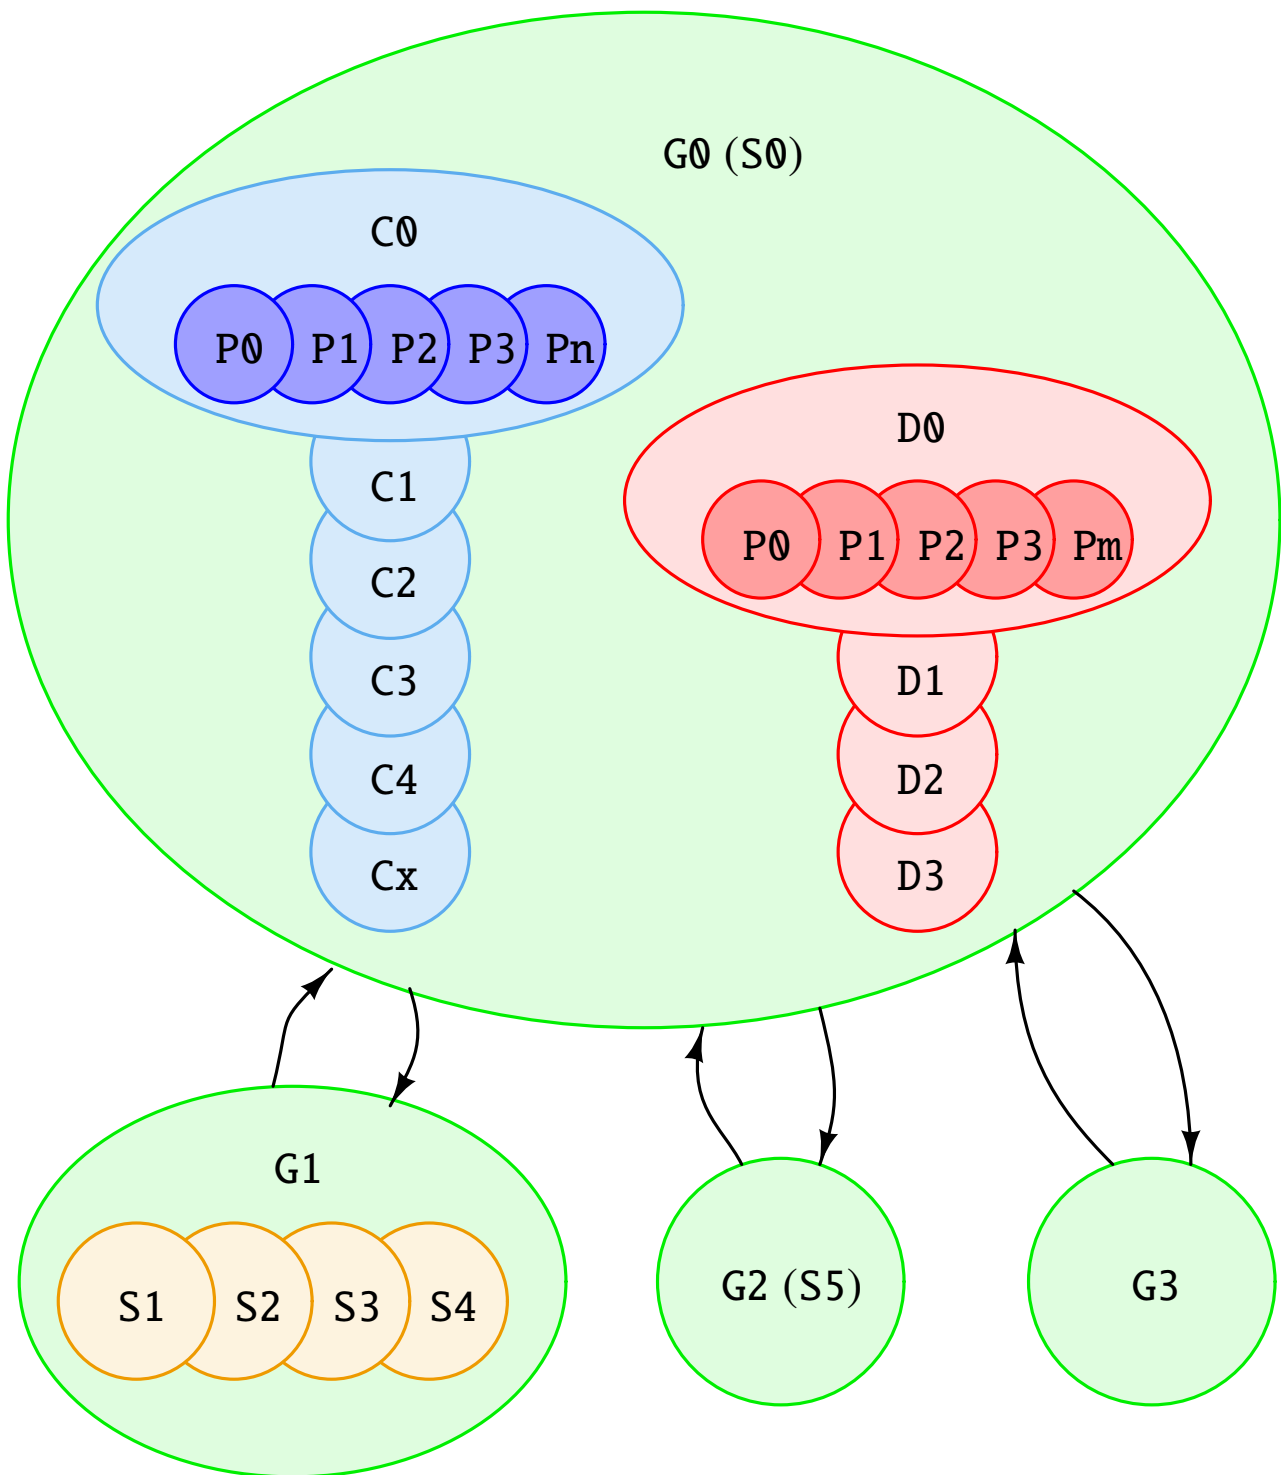 G0 (S0)
C0
P0 P1 P2 P3 Pn
D0
C1
P0 P1 P2 P3 Pm
C2
C3
D1
C4
D2
Cx
D3
G1
G2 (S5)
G3
S1 S2 S3 S4